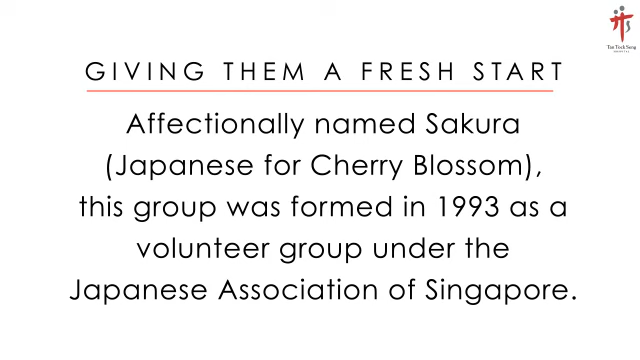 Tan Tock Seng
HOSPITAL
GIVING THEM A FRESH START
Affectionally named Sakura
(Japanese for Cherry Blossom),
this group was formed in 1993 as a
volunteer group under the
Japanese Association of Singapore.